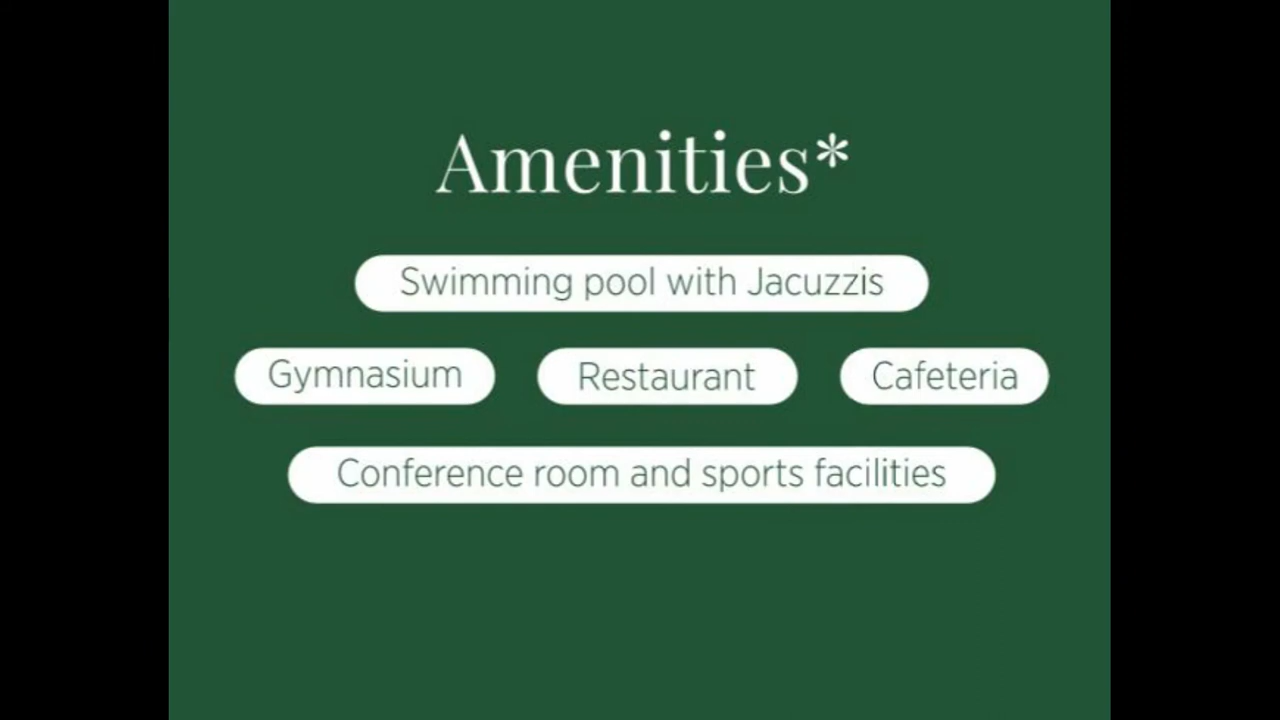 Amenities*
Swimming pool with Jacuzzis
Gymnasium Restaurant Cafeteria
Conference room and sports facilities